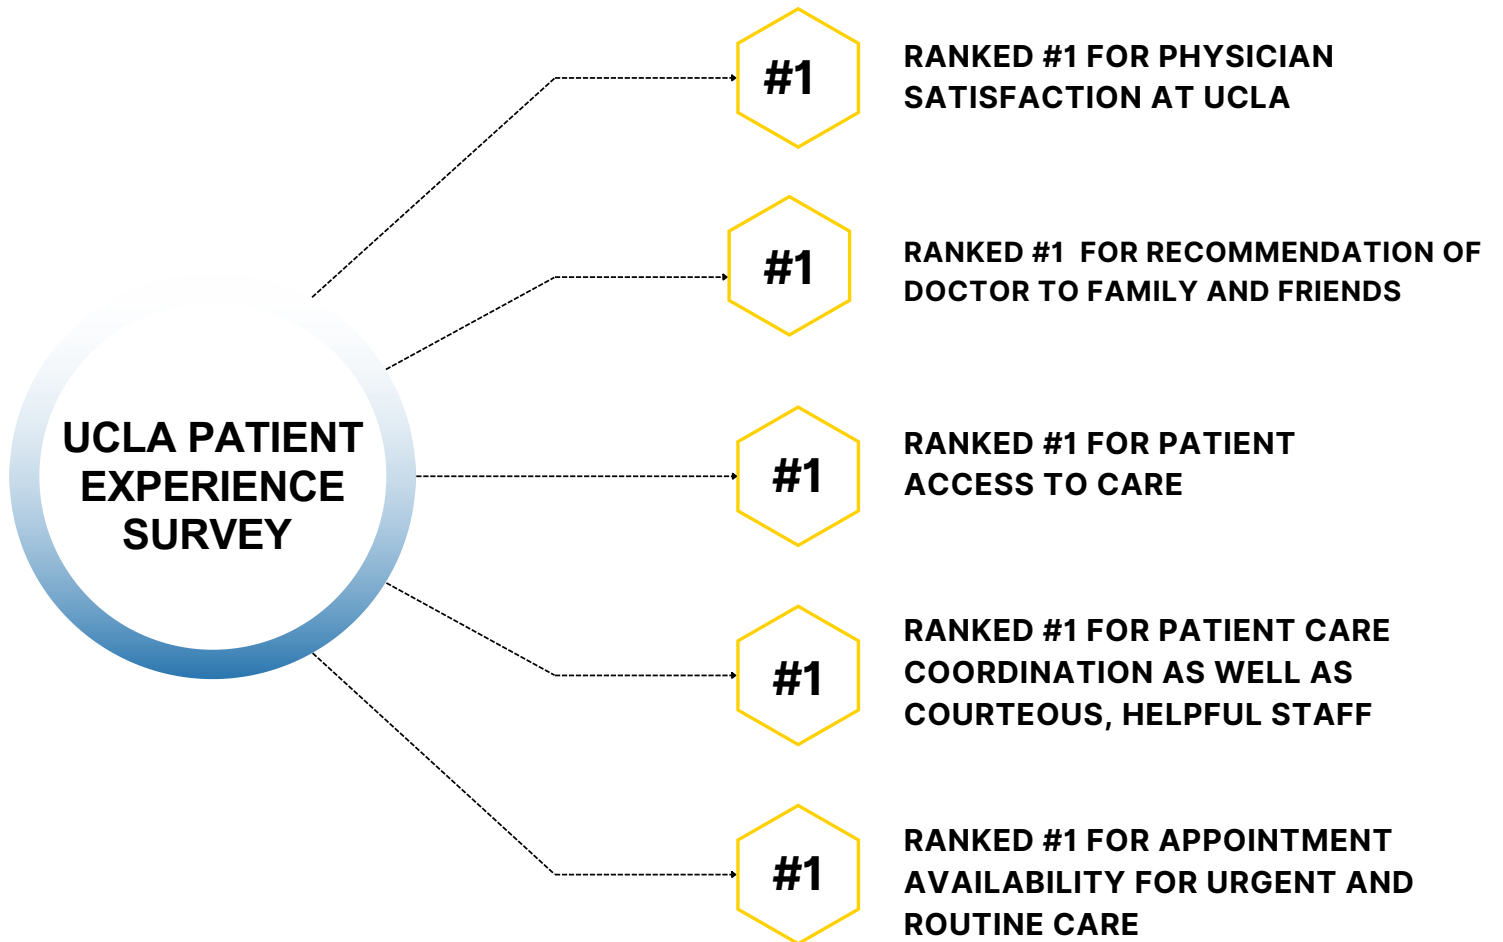 #1
RANKED #1 FOR PHYSICIAN
SATISFACTION AT UCLA
#1
RANKED #1 FOR RECOMMENDATION OF
DOCTOR TO FAMILY AND FRIENDS
UCLA PATIENT
EXPERIENCE
SURVEY
#1
RANKED #1 FOR PATIENT
ACCESS TO CARE
#1
RANKED #1 FOR PATIENT CARE
COORDINATION AS WELL AS
COURTEOUS, HELPFUL STAFF
#1
RANKED #1 FOR APPOINTMENT
AVAILABILITY FOR URGENT AND
ROUTINE CARE